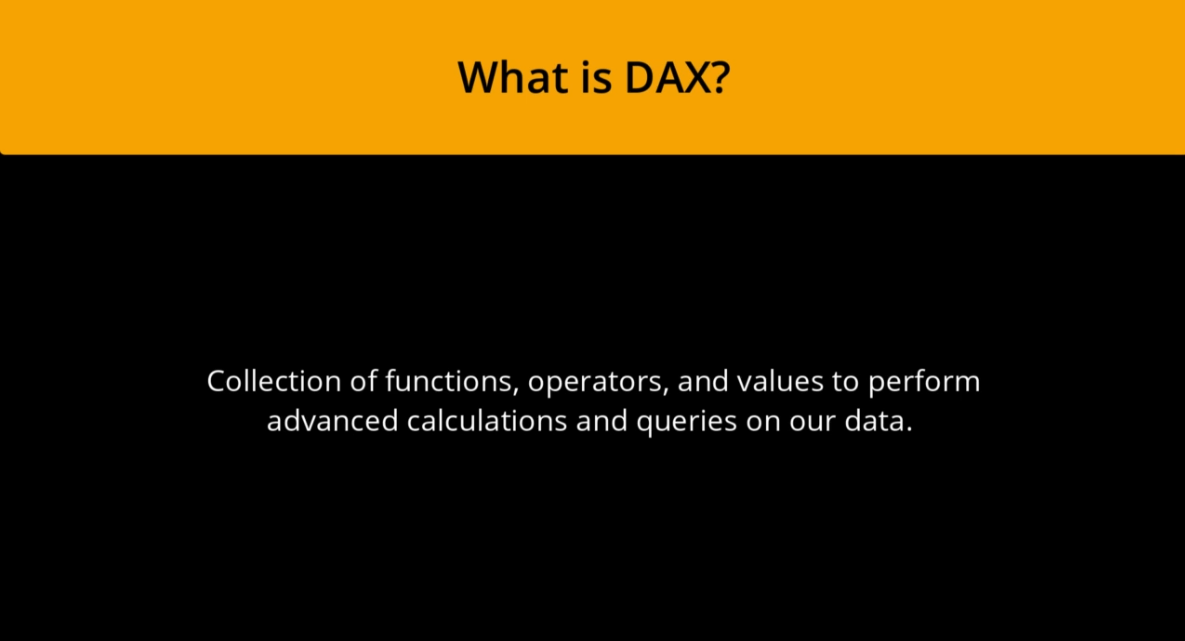 What is DAX?
Collection of functions, operators, and values to perform
advanced calculations and queries on our data.